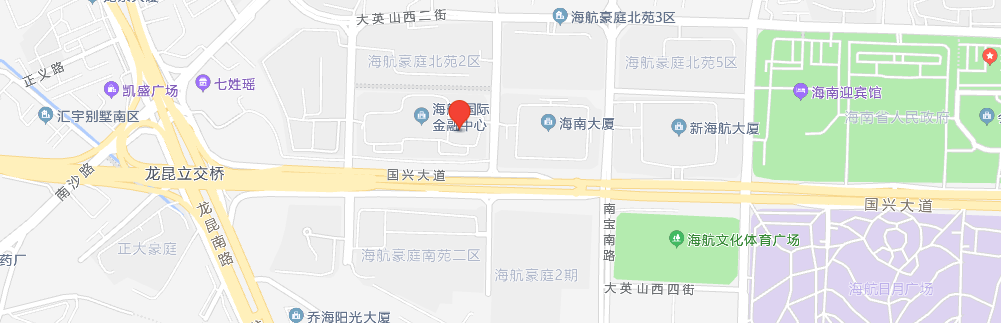 大英山西二街
海航豪庭北苑3区
正义路
海航豪庭北苑2区
海航豪庭北苑5区
凯盛广场
七姓瑶
海南迎宾馆
汇宇别墅南区
海航国际
金融中心
海南大厦
新海航大厦
海南省人民政府
龙昆立交桥
国兴大道
南沙路
国兴大道
龙昆南路
南宝南路
正大豪庭
海航文化体育广场
药厂
海航豪庭南苑二区
海航豪庭2期
大英山西四街
海航日月广场
乔海阳光大厦